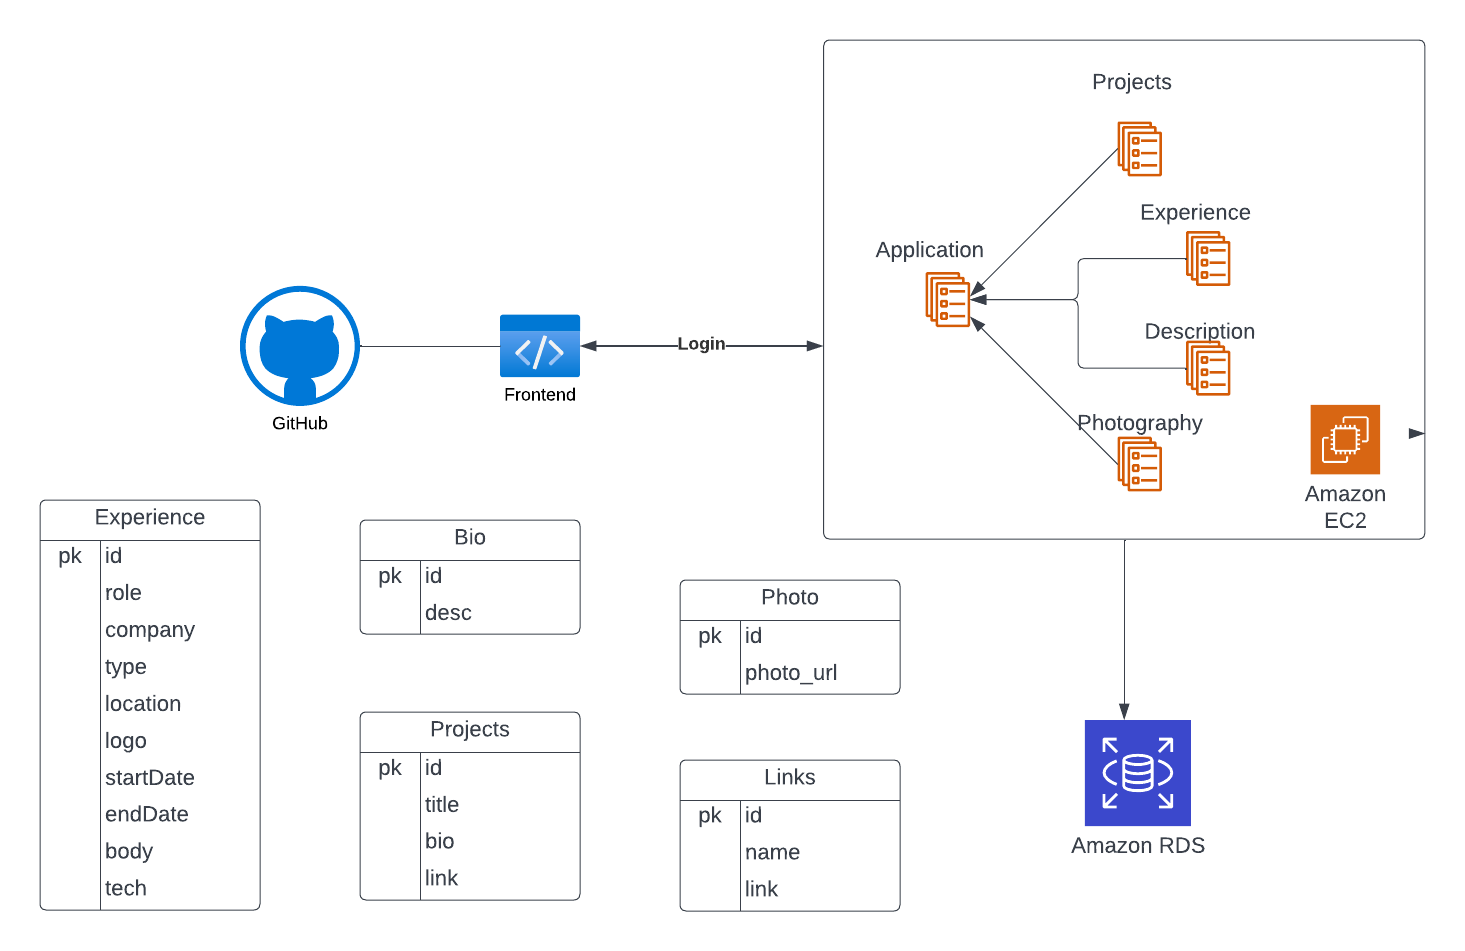 Projects
Experience
Application
Description
Login
Frontend
GitHub
Photography
Amazon
EC2
Experience
pk id
role
company
type
location
logo
startDate
endDate
body
tech
Bio
pk id
desc
Projects
pk id
title
bio
link
Photo
pk id
photo_url
Links
pk id
name
link
Amazon RDS